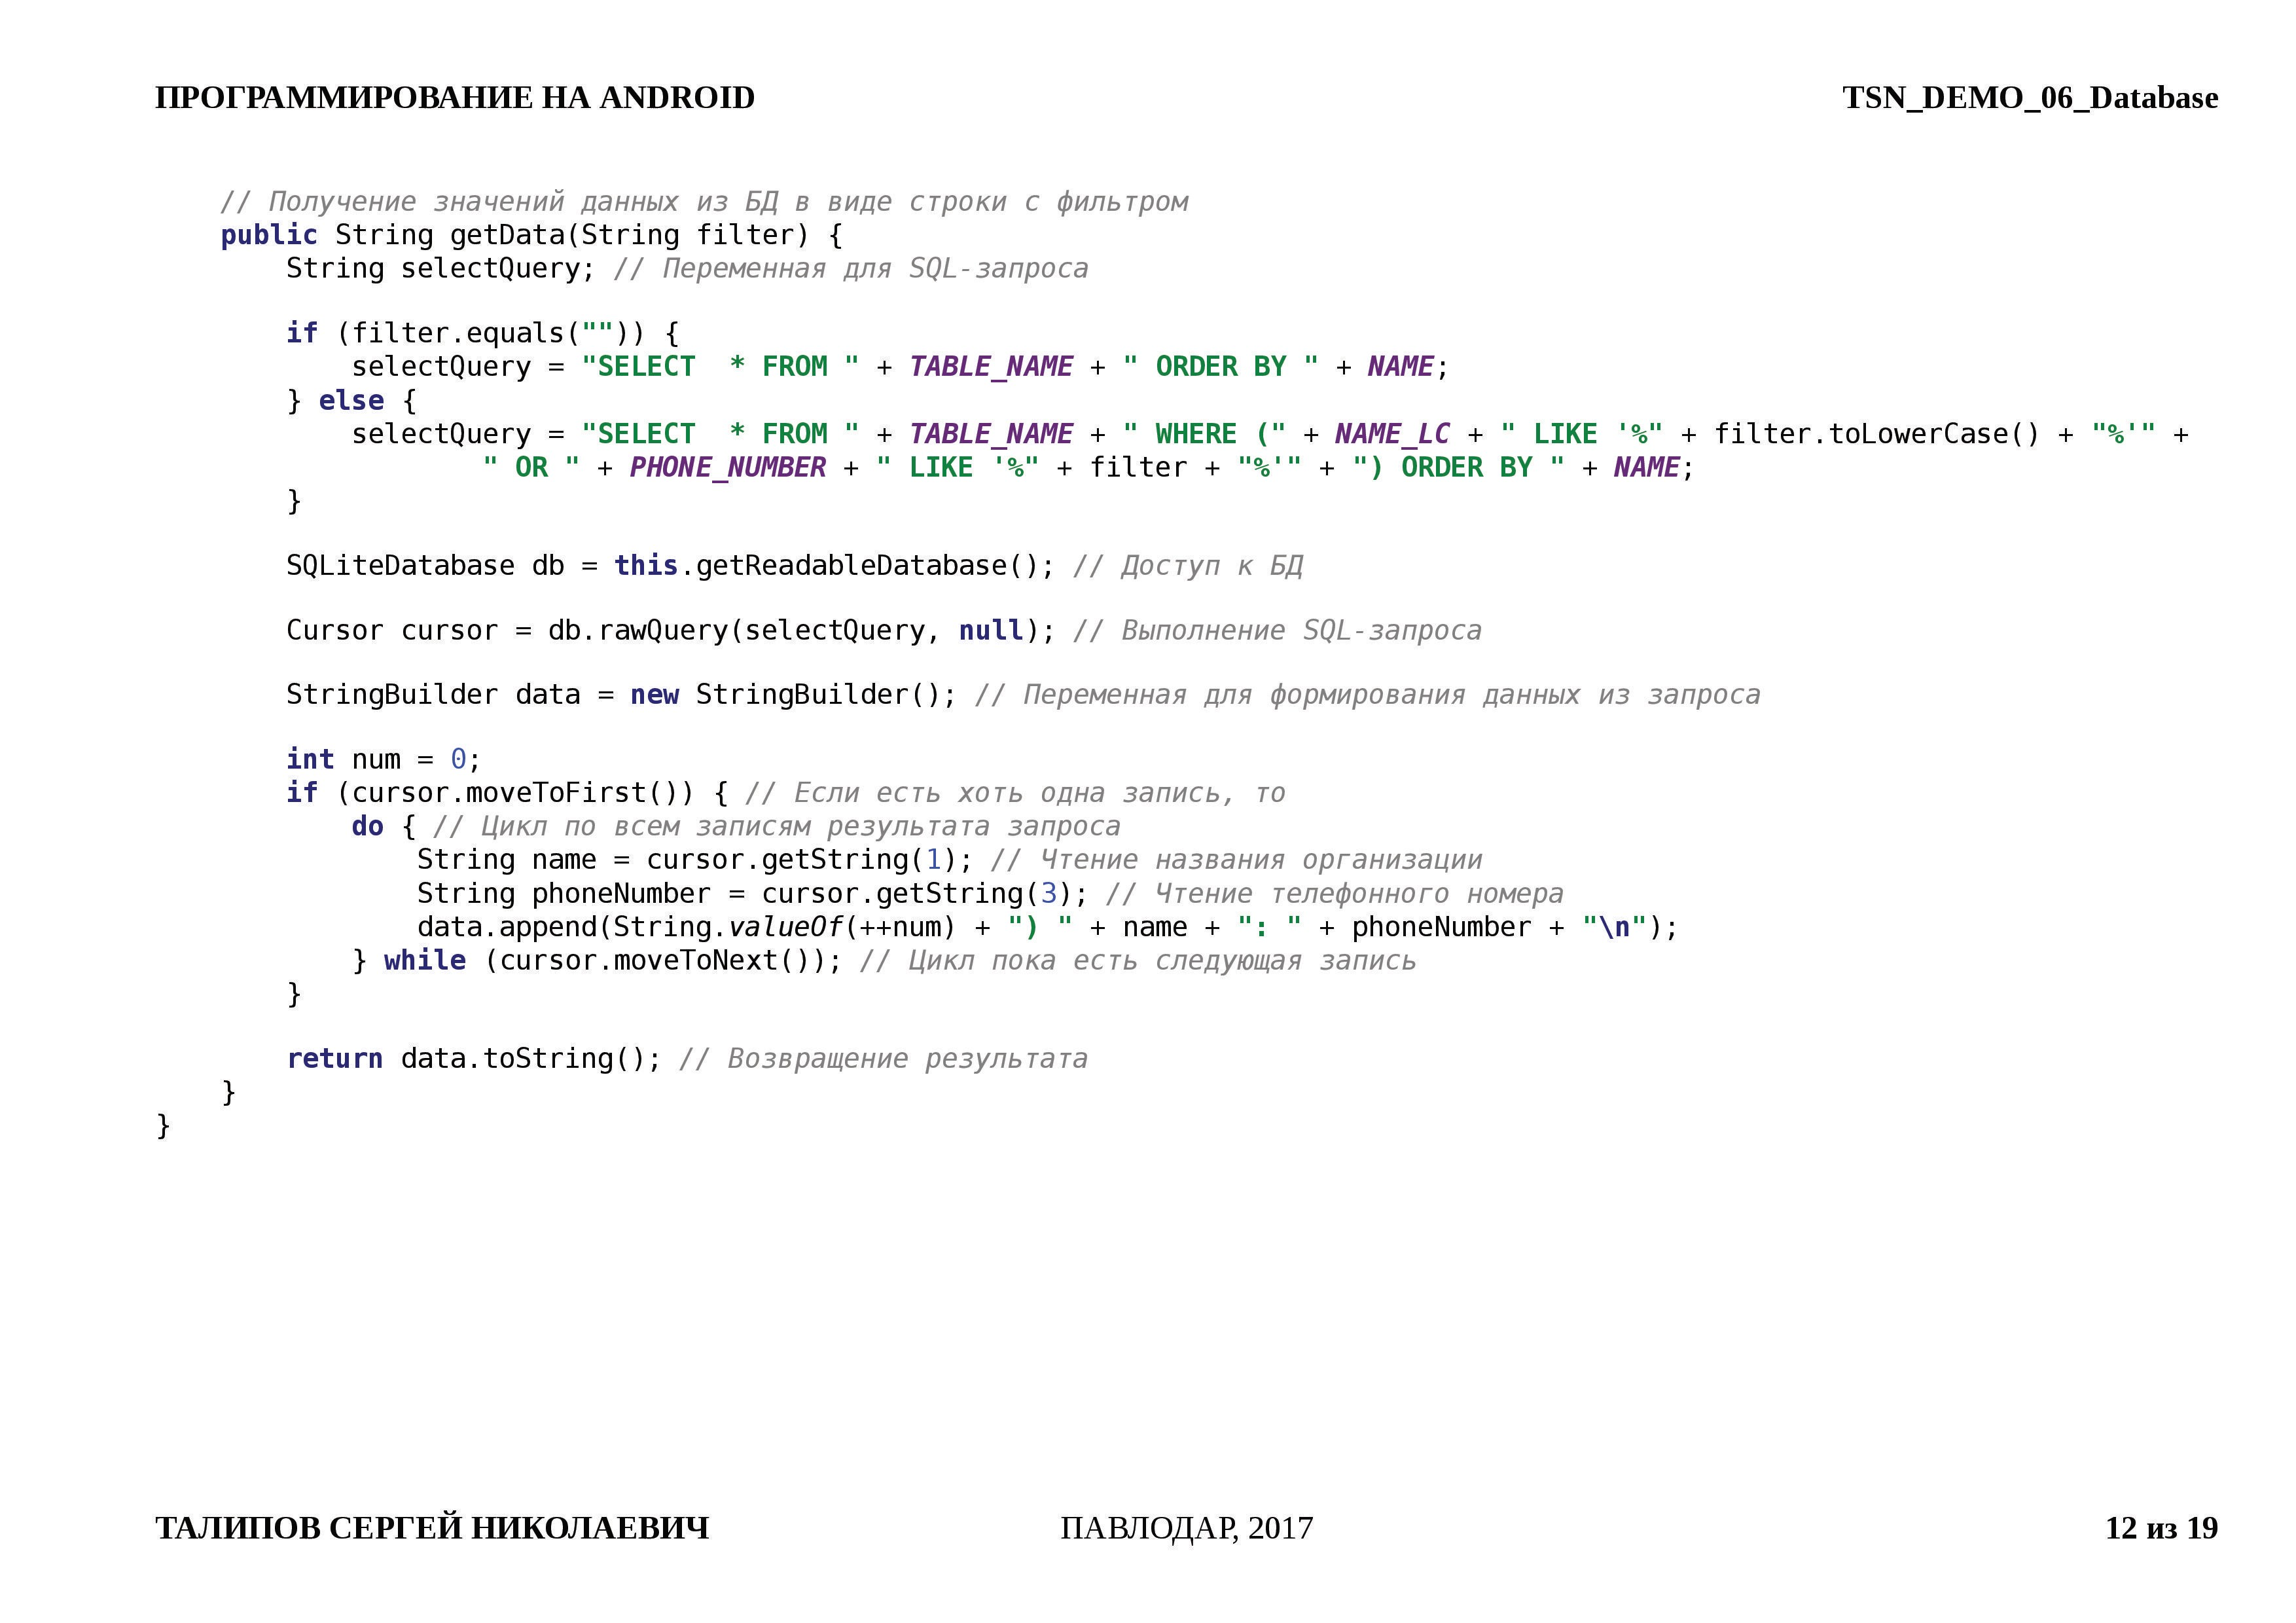 ПРОГРАММИРОВАНИЕ НА ANDROID
TSN_DEMO_06_Database
// Получение значений данных из БД в виде строки с фильтром
public String getData(String filter) {
String selectQuery; // Переменная для SQL-запроса
if (filter.equals("")) {
selectQuery = "SELECT  * FROM " + TABLE_NAME + " ORDER BY " + NAME;
} else {
selectQuery = "SELECT  * FROM " + TABLE_NAME + " WHERE (" + NAME_LC + " LIKE '%" + filter.toLowerCase() + "%'" +
" OR " + PHONE_NUMBER + " LIKE '%" + filter + "%'" + ") ORDER BY " + NAME;
}
SQLiteDatabase db = this.getReadableDatabase(); // Доступ к БД
Cursor cursor = db.rawQuery(selectQuery, null); // Выполнение SQL-запроса
StringBuilder data = new StringBuilder(); // Переменная для формирования данных из запроса
int num = 0;
if (cursor.moveToFirst()) { // Если есть хоть одна запись, то
do { // Цикл по всем записям результата запроса
String name = cursor.getString(1); // Чтение названия организации
String phoneNumber = cursor.getString(3); // Чтение телефонного номера
data.append(String.valueOf(++num) + ") " + name + ": " + phoneNumber + "\n");
} while (cursor.moveToNext()); // Цикл пока есть следующая запись
}
return data.toString(); // Возвращение результата
}
}
ТАЛИПОВ СЕРГЕЙ НИКОЛАЕВИЧ
ПАВЛОДАР, 2017
12 из 19